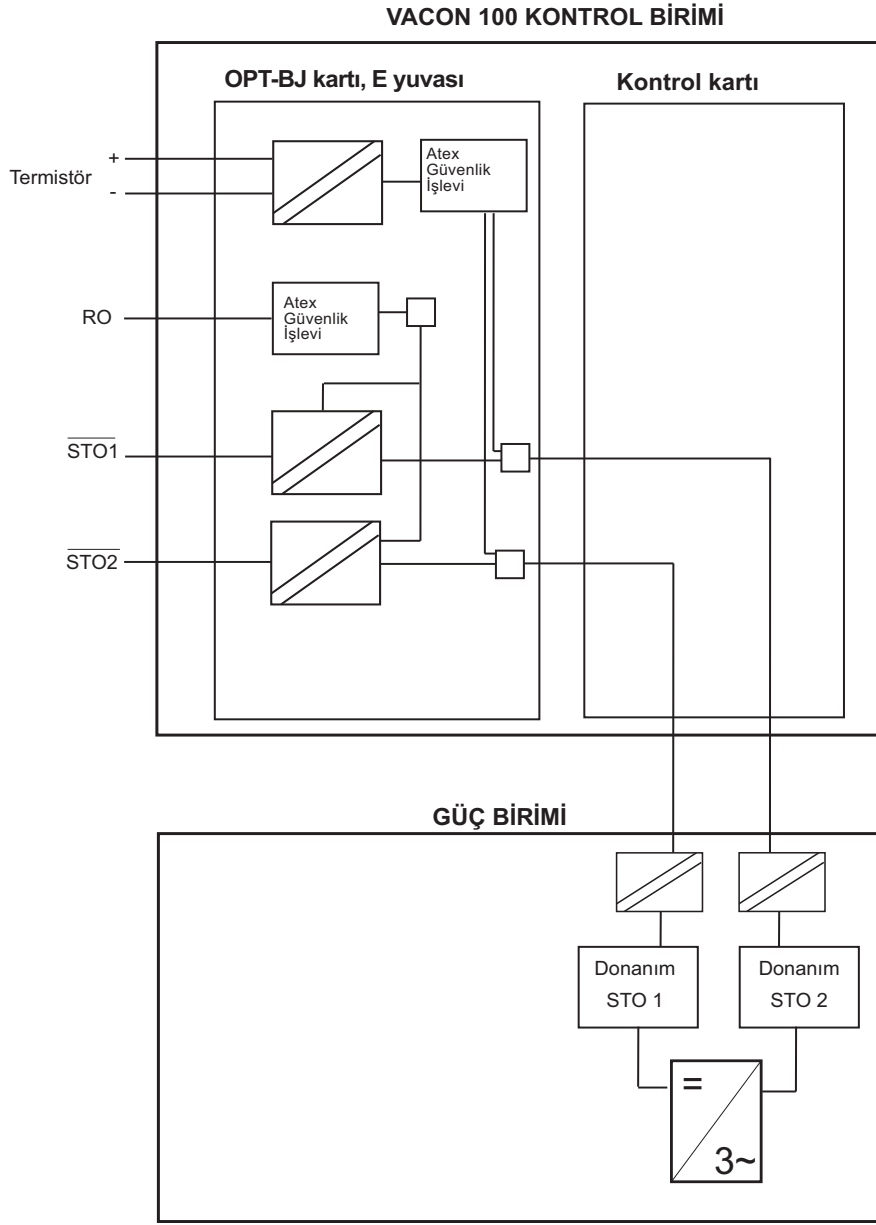 VACON 100 KONTROL BİRİMİ
OPT-BJ kartı, E yuvası
Kontrol kartı
Termistör
+
-
Atex
Güvenlik
İşlevi
RO
Atex
Güvenlik
İşlevi
STO1
STO2
GÜÇ BİRİMİ
Donanım
STO 1
Donanım
STO 2
=
3~